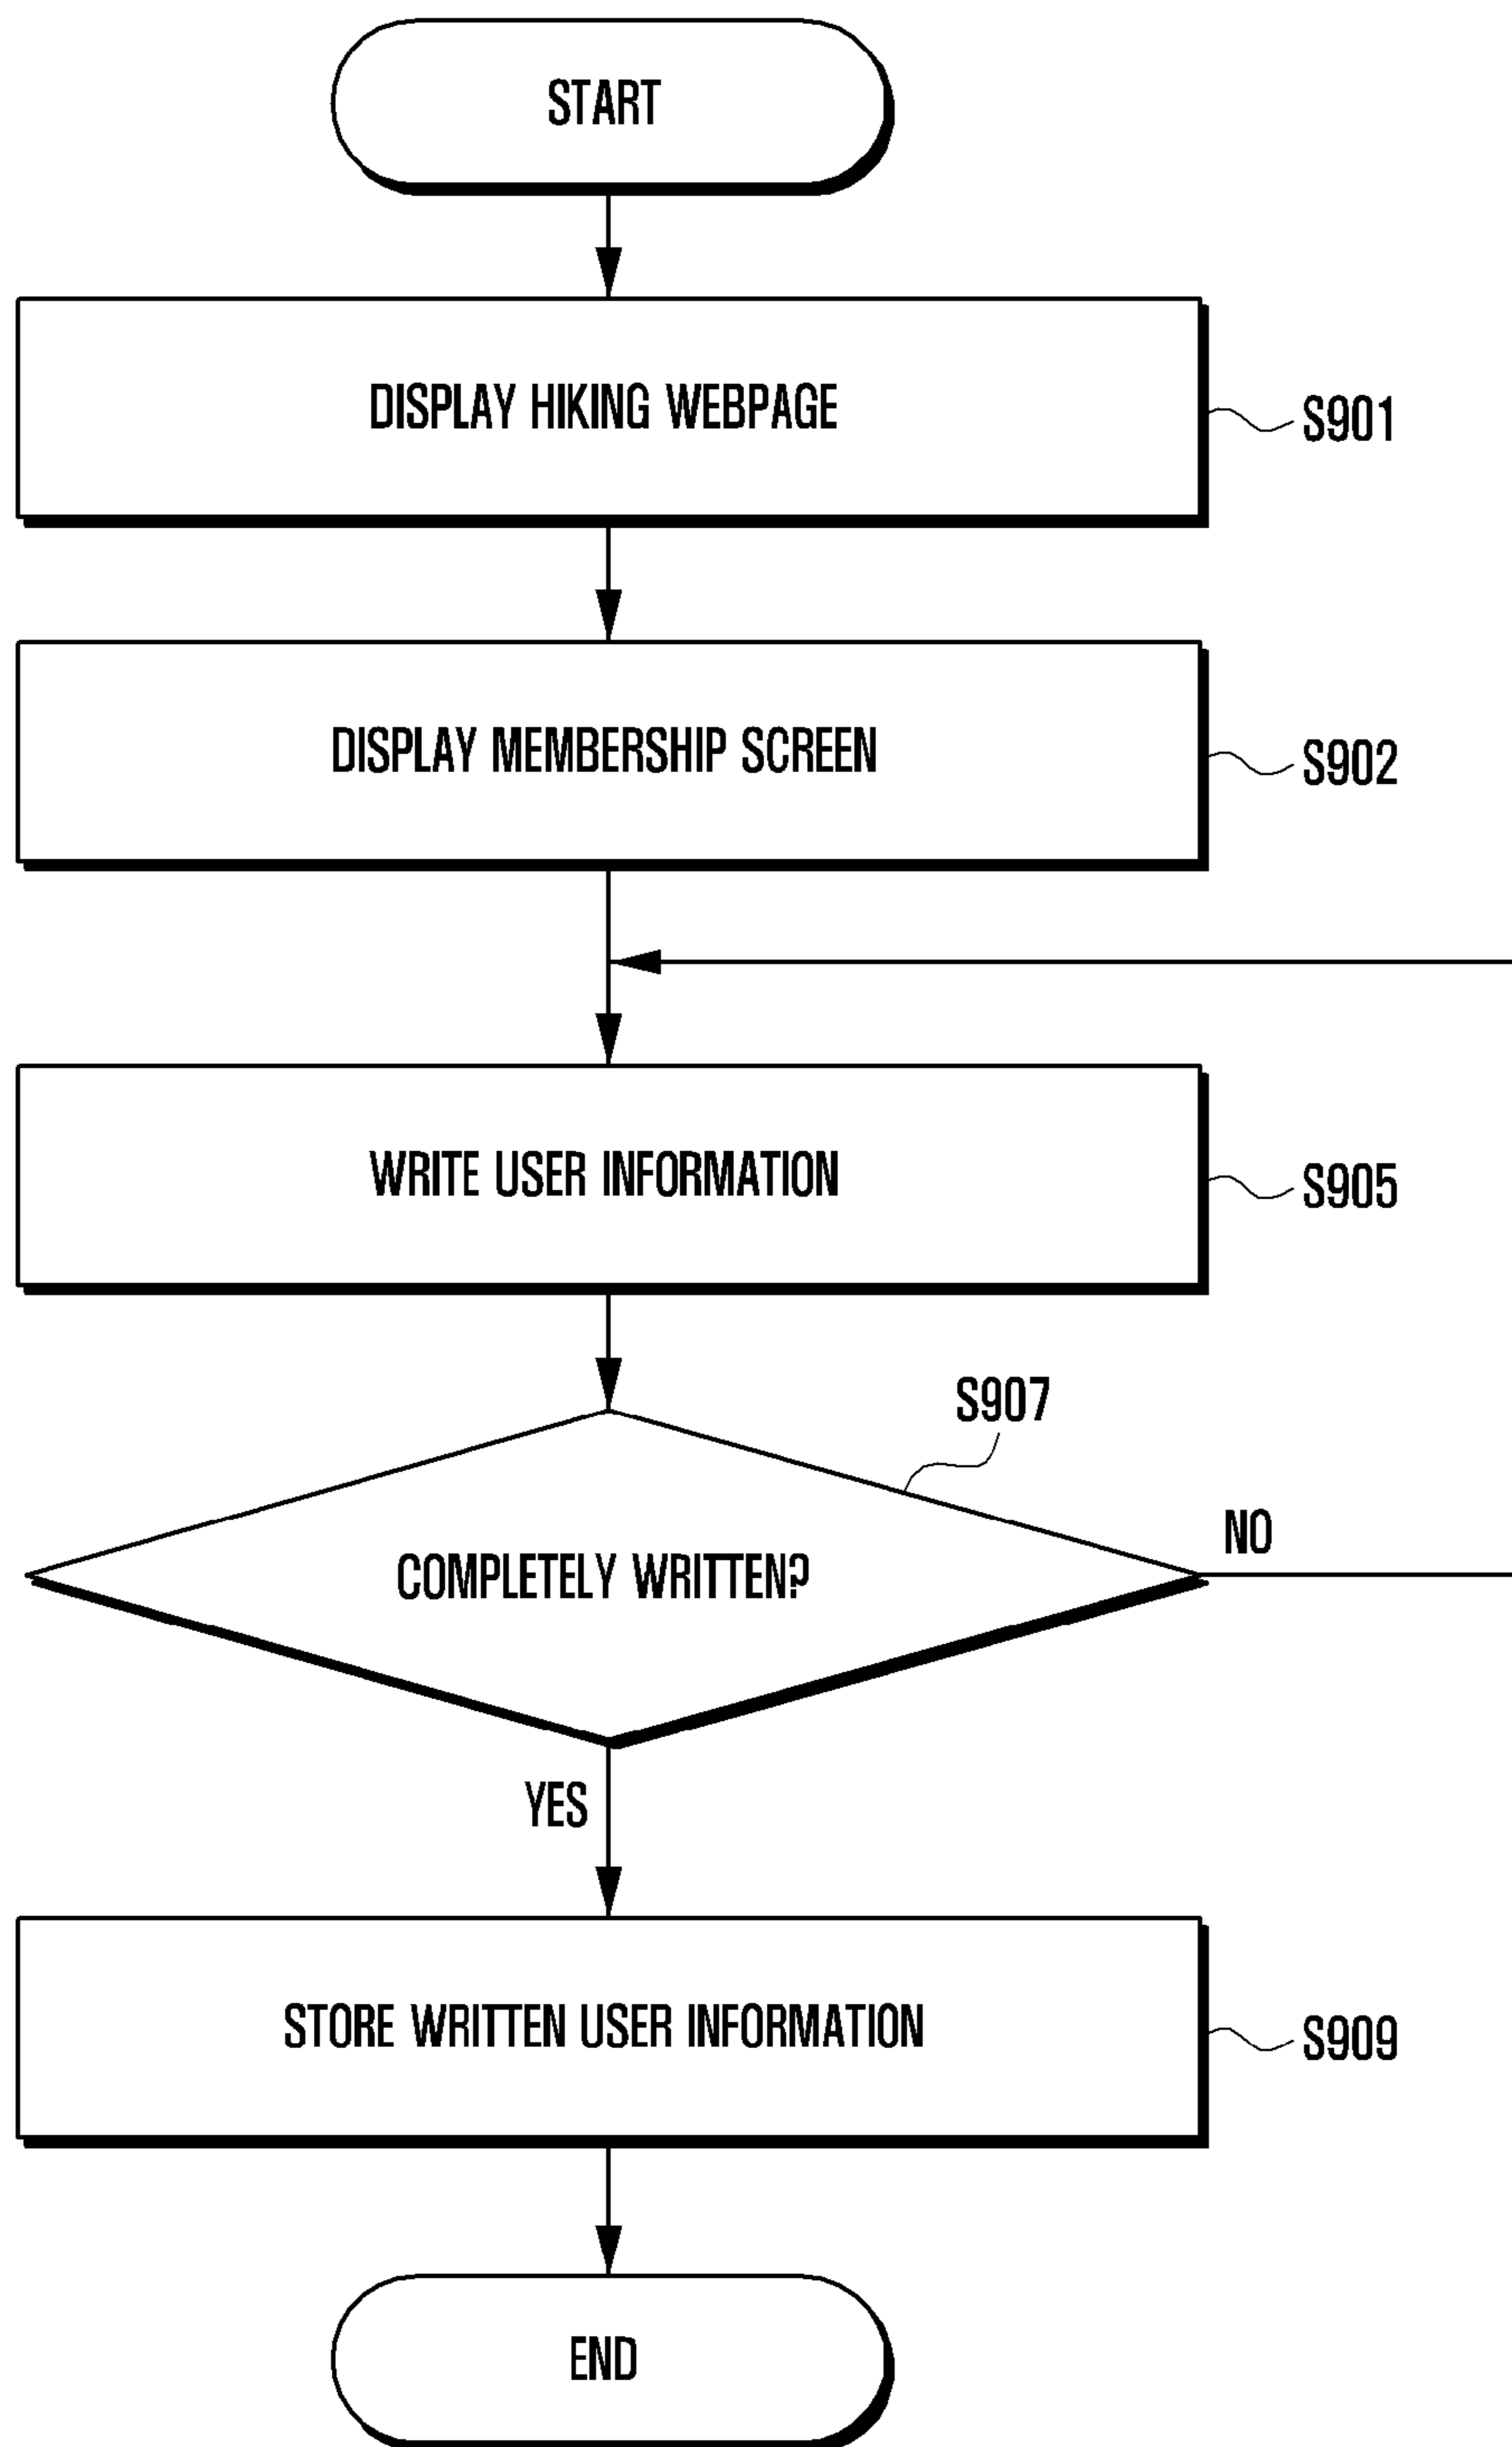 START
DISPLAY HIKING WEBPAGE
S901
DISPLAY MEMBERSHIP SCREEN
S902
WRITE USER INFORMATION
S905
S907
COMPLETELY WRITTEN?
NO
YES
STORE WRITTEN USER INFORMATION
S909
END